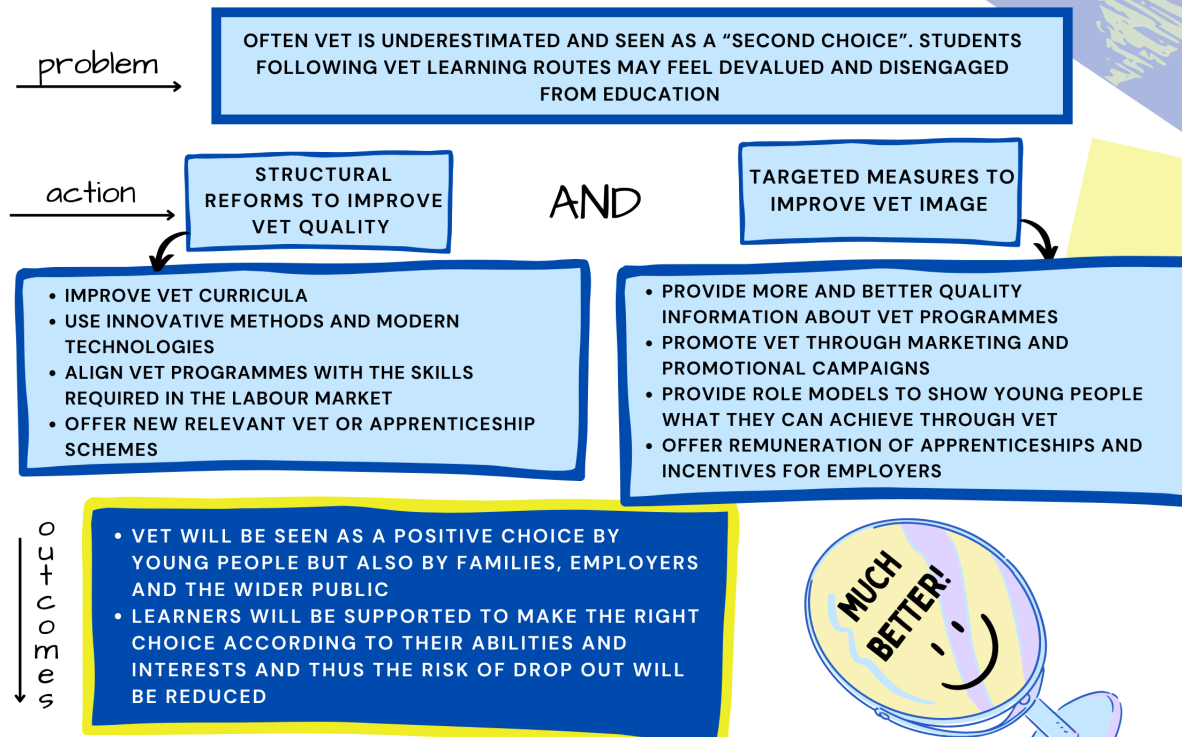 problem
OFTEN VET IS UNDERESTIMATED AND SEEN AS A “SECOND CHOICE”. STUDENTS
FOLLOWING VET LEARNING ROUTES MAY FEEL DEVALUED AND DISENGAGED
FROM EDUCATION
action
STRUCTURAL
REFORMS TO IMPROVE
VET QUALITY
AND
TARGETED MEASURES TO
IMPROVE VET IMAGE
• IMPROVE VET CURRICULA
• USE INNOVATIVE METHODS AND MODERN
TECHNOLOGIES
• ALIGN VET PROGRAMMES WITH THE SKILLS
REQUIRED IN THE LABOUR MARKET
• OFFER NEW RELEVANT VET OR APPRENTICESHIP
SCHEMES
• PROVIDE MORE AND BETTER QUALITY
INFORMATION ABOUT VET PROGRAMMES
• PROMOTE VET THROUGH MARKETING AND
PROMOTIONAL CAMPAIGNS
• PROVIDE ROLE MODELS TO SHOW YOUNG PEOPLE
WHAT THEY CAN ACHIEVE THROUGH VET
• OFFER REMUNERATION OF APPRENTICESHIPS AND
INCENTIVES FOR EMPLOYERS
outcomes
• VET WILL BE SEEN AS A POSITIVE CHOICE BY
YOUNG PEOPLE BUT ALSO BY FAMILIES, EMPLOYERS
AND THE WIDER PUBLIC
• LEARNERS WILL BE SUPPORTED TO MAKE THE RIGHT
CHOICE ACCORDING TO THEIR ABILITIES AND
INTERESTS AND THUS THE RISK OF DROP OUT WILL
BE REDUCED
MUCH
BETTER!